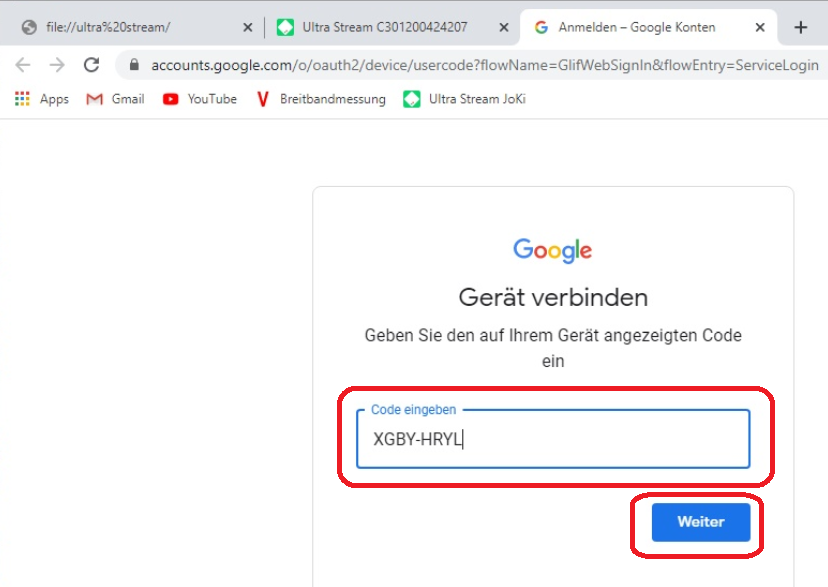 file://ultra%20stream/
Ultra Stream C301200424207
Anmelden – Google Konten
accounts.google.com/o/oauth2/device/usercode?flowName=GlifWebSignIn&flowEntry=ServiceLogin
Apps
Gmail
YouTube
Breitbandmessung
Ultra Stream JoKi
Google
Gerät verbinden
Geben Sie den auf Ihrem Gerät angezeigten Code
ein
Code eingeben
XGBY-HRYL
Weiter